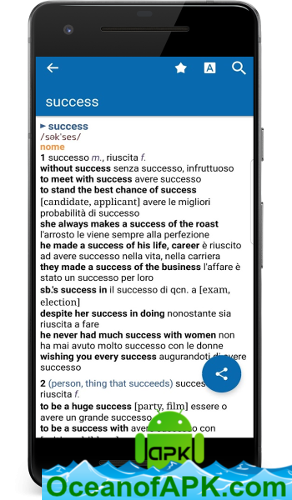 success
success
/sək'ses/
nome
1 successo m., riuscita f.
without success senza successo, infruttuoso
to meet with success avere successo
to stand the best chance of success
[candidate, applicant] avere le migliori
probabilità di successo
she always makes a success of the roast
l'arrosto le viene sempre alla perfezione
he made a success of his life, career è riuscito
ad avere successo nella vita, nella carriera
they made a success of the business l'affare è
stato un successo per loro
sb.'s success in il successo di qcn. a [exam,
election]
despite her success in doing nonostante sia
riuscita a fare
he never had much success with women non
ha mai avuto molto successo con le donne
wishing you every success augurandoti di avere
successo
2 (person, thing that succeeds) succes
riuscita f.
to be a huge success [party, film] essere o
avere un grande successo
to be a success with avere successo con
apk
OceanofAPK.com